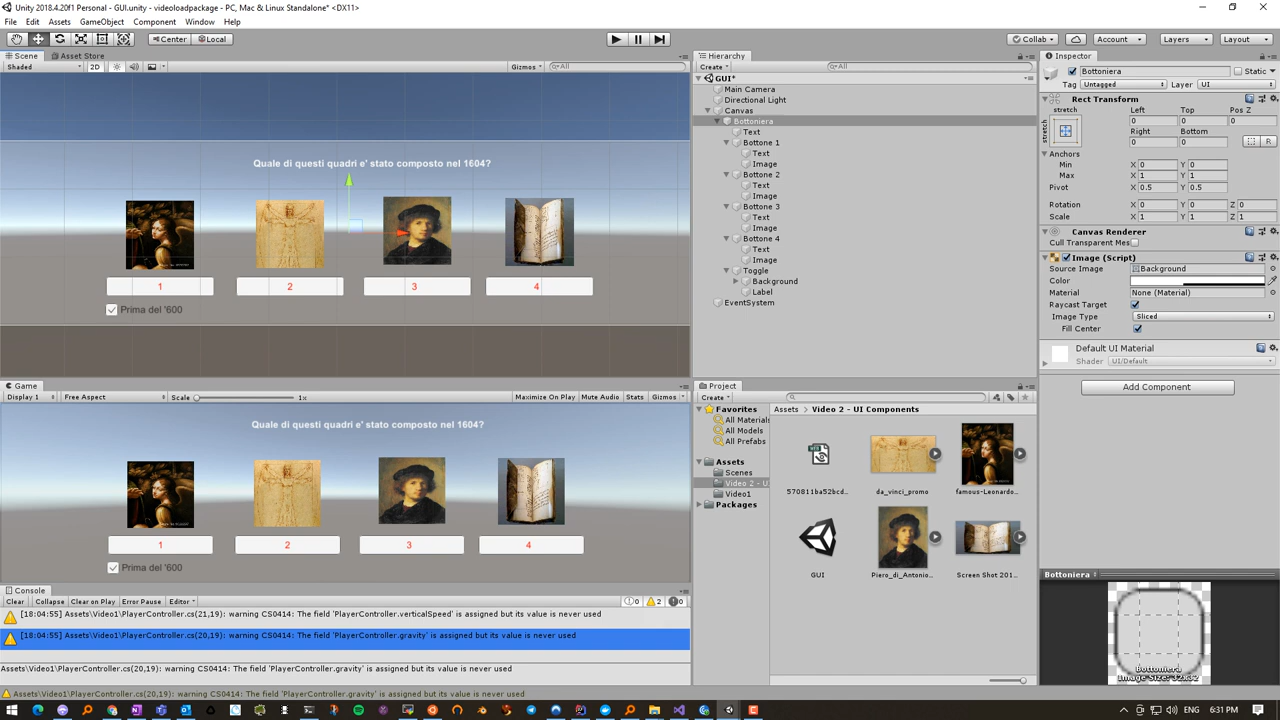 Unity 2018.4.20f1 Personal - GUI.unity - videoloadpackage - PC, Mac & Linux Standalone* <DX11>
File Edit Assets GameObject Component Window Help
Center Local Collab Account Layers Layout
Scene Asset Store
Shaded 2D Gizmos All
Quale di questi quadri e' stato composto nel 1604?
1 2 3 4
Prima del '600
Game
Display 1 Free Aspect Scale 1x Maximize On Play Mute Audio Stats Gizmos
Quale di questi quadri e' stato composto nel 1604?
1 2 3 4
Prima del '600
Console
Clear Collapse Clear on Play Error Pause Editor 0 2 0
[18:04:55] Assets\Video1\PlayerController.cs(21,19): warning CS0414: The field 'PlayerController.verticalSpeed' is assigned but its value is never used
[18:04:55] Assets\Video1\PlayerController.cs(20,19): warning CS0414: The field 'PlayerController.gravity' is assigned but its value is never used
Assets\Video1\PlayerController.cs(20,19): warning CS0414: The field 'PlayerController.gravity' is assigned but its value is never used
Assets\Video1\PlayerController.cs(20,19): warning CS0414: The field 'PlayerController.gravity' is assigned but its value is never used
Hierarchy
Create All
GUI*
Main Camera
Directional Light
Canvas
Bottoniera
Text
Bottone 1
Text
Image
Bottone 2
Text
Image
Bottone 3
Text
Image
Bottone 4
Text
Image
Toggle
Background
Label
EventSystem
Project
Create
Favorites
All Materials
All Models
All Prefabs
Assets
Scenes
Video 2 - U
Video1
Packages
Assets Video 2 - UI Components
570811ba52bcd... da_vinci_promo famous-Leonardo...
GUI Piero_di_Antonio... Screen Shot 201...
Inspector
Bottoniera Static
Tag Untagged Layer UI
Rect Transform
stretch Left Top Pos Z
stretch 0 0 0
Right Bottom
0 0 R
Anchors
Min X 0 Y 0
Max X 1 Y 1
Pivot X 0.5 Y 0.5
Rotation X 0 Y 0 Z 0
Scale X 1 Y 1 Z 1
Canvas Renderer
Cull Transparent Mes
Image (Script)
Source Image Background
Color
Material None (Material)
Raycast Target
Image Type Sliced
Fill Center
Default UI Material
Shader UI/Default
Add Component
Bottoniera
Bottoniera
Image Size: 32x32
ENG 6:31 PM